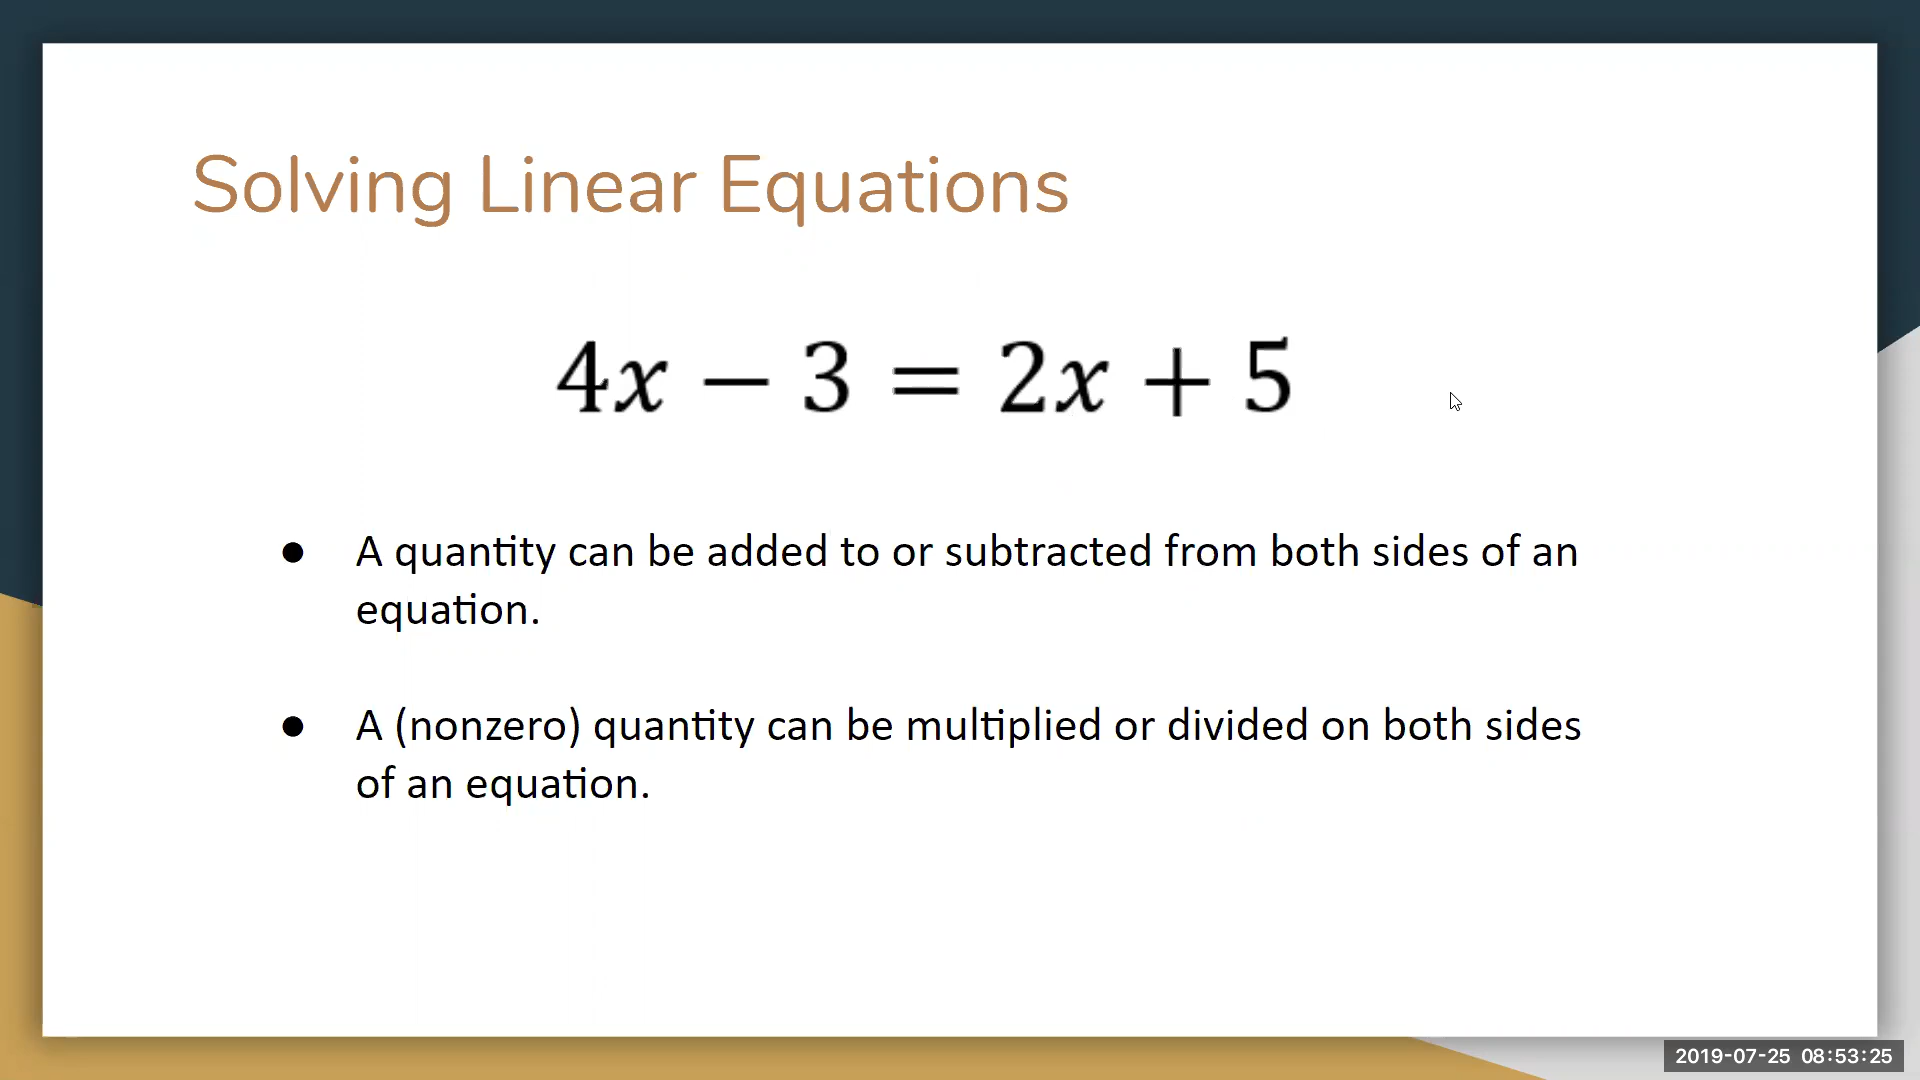 Solving Linear Equations
4x − 3 = 2x + 5
● A quantity can be added to or subtracted from both sides of an
equation.
● A (nonzero) quantity can be multiplied or divided on both sides
of an equation.
2019-07-25 08:53:25